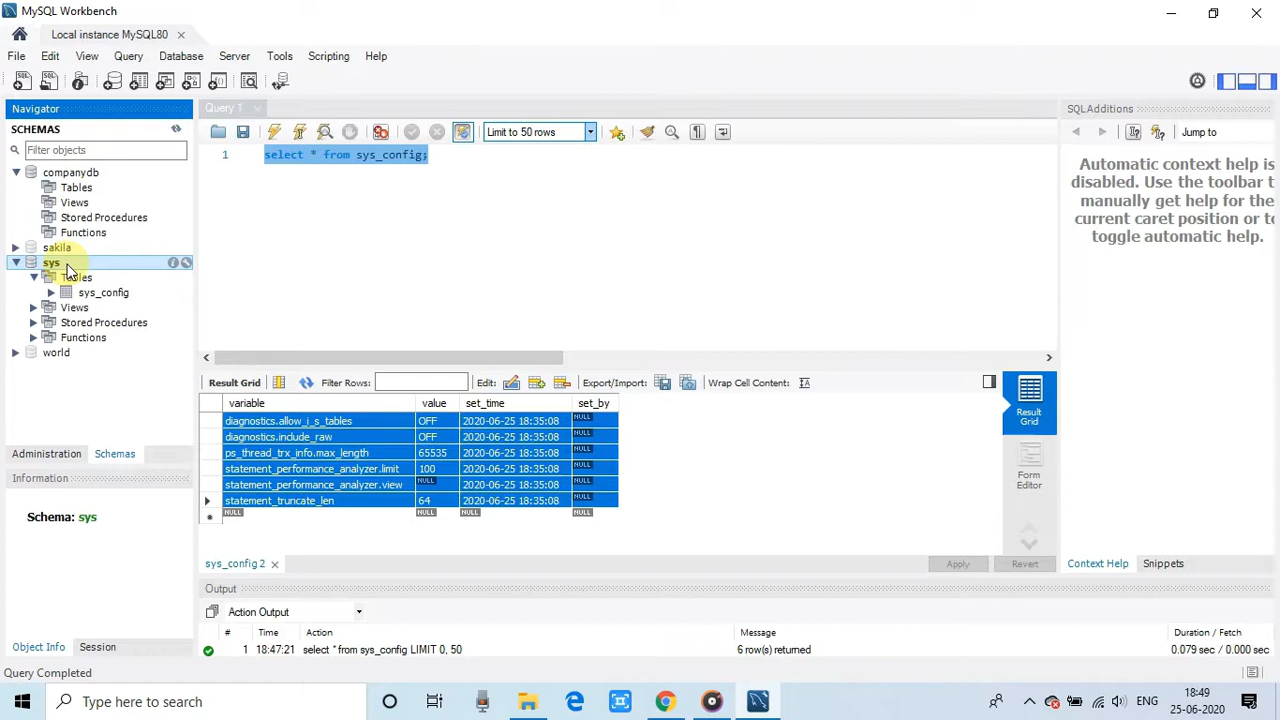 MySQL Workbench
Local instance MySQL80
File Edit View Query Database Server Tools Scripting Help
Navigator
SCHEMAS
Filter objects
companydb
Tables
Views
Stored Procedures
Functions
sakila
sys
Tables
sys_config
Views
Stored Procedures
Functions
world
Administration Schemas
Information
Schema: sys
Object Info Session
Query 1
Limit to 50 rows
1 select * from sys_config;
Result Grid Filter Rows: Edit: Export/Import: Wrap Cell Content:
variable value set_time set_by
diagnostics.allow_i_s_tables OFF 2020-06-25 18:35:08 NULL
diagnostics.include_raw OFF 2020-06-25 18:35:08 NULL
ps_thread_trx_info.max_length 65535 2020-06-25 18:35:08 NULL
statement_performance_analyzer.limit 100 2020-06-25 18:35:08 NULL
statement_performance_analyzer.view NULL 2020-06-25 18:35:08 NULL
statement_truncate_len 64 2020-06-25 18:35:08 NULL
NULL NULL NULL NULL
Result
Grid
Form
Editor
sys_config 2
Apply Revert
Output
Action Output
# Time Action Message Duration / Fetch
1 18:47:21 select * from sys_config LIMIT 0, 50 6 row(s) returned 0.079 sec / 0.000 sec
SQLAdditions
Jump to
Automatic context help is
disabled. Use the toolbar to
manually get help for the
current caret position or to
toggle automatic help.
Context Help Snippets
Query Completed
Type here to search
ENG
18:49
25-06-2020